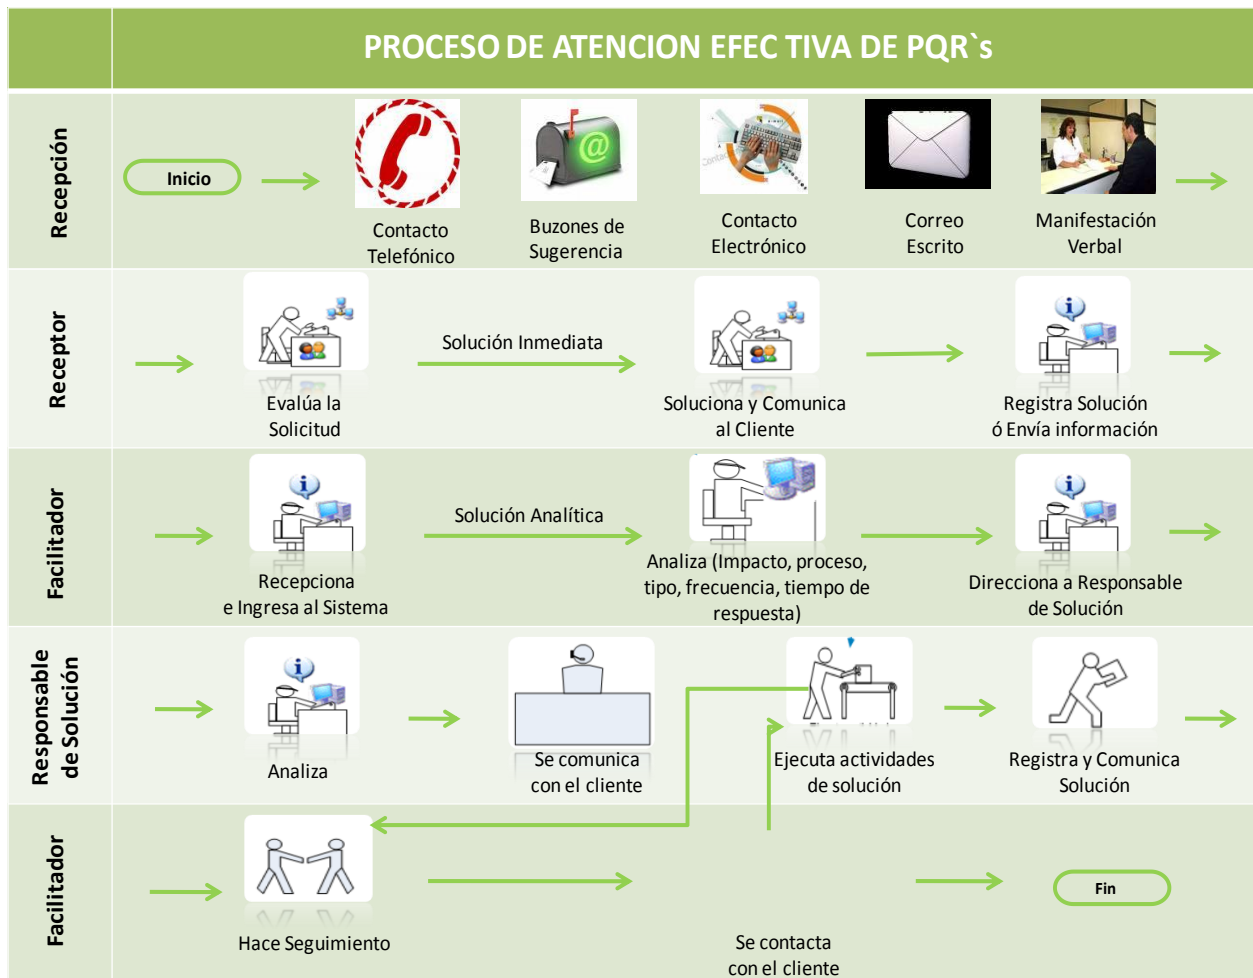 PROCESO DE ATENCION EFEC TIVA DE PQR`s
Recepción
Inicio
Contacto
Telefónico
Buzones de
Sugerencia
Contacto
Electrónico
Correo
Escrito
Manifestación
Verbal
Receptor
Evalúa la
Solicitud
Solución Inmediata
Soluciona y Comunica
al Cliente
Registra Solución
ó Envía información
Facilitador
Recepciona
e Ingresa al Sistema
Solución Analítica
Analiza (Impacto, proceso,
tipo, frecuencia, tiempo de
respuesta)
Direcciona a Responsable
de Solución
Responsable
de Solución
Analiza
Se comunica
con el cliente
Ejecuta actividades
de solución
Registra y Comunica
Solución
Facilitador
Hace Seguimiento
Se contacta
con el cliente
Fin